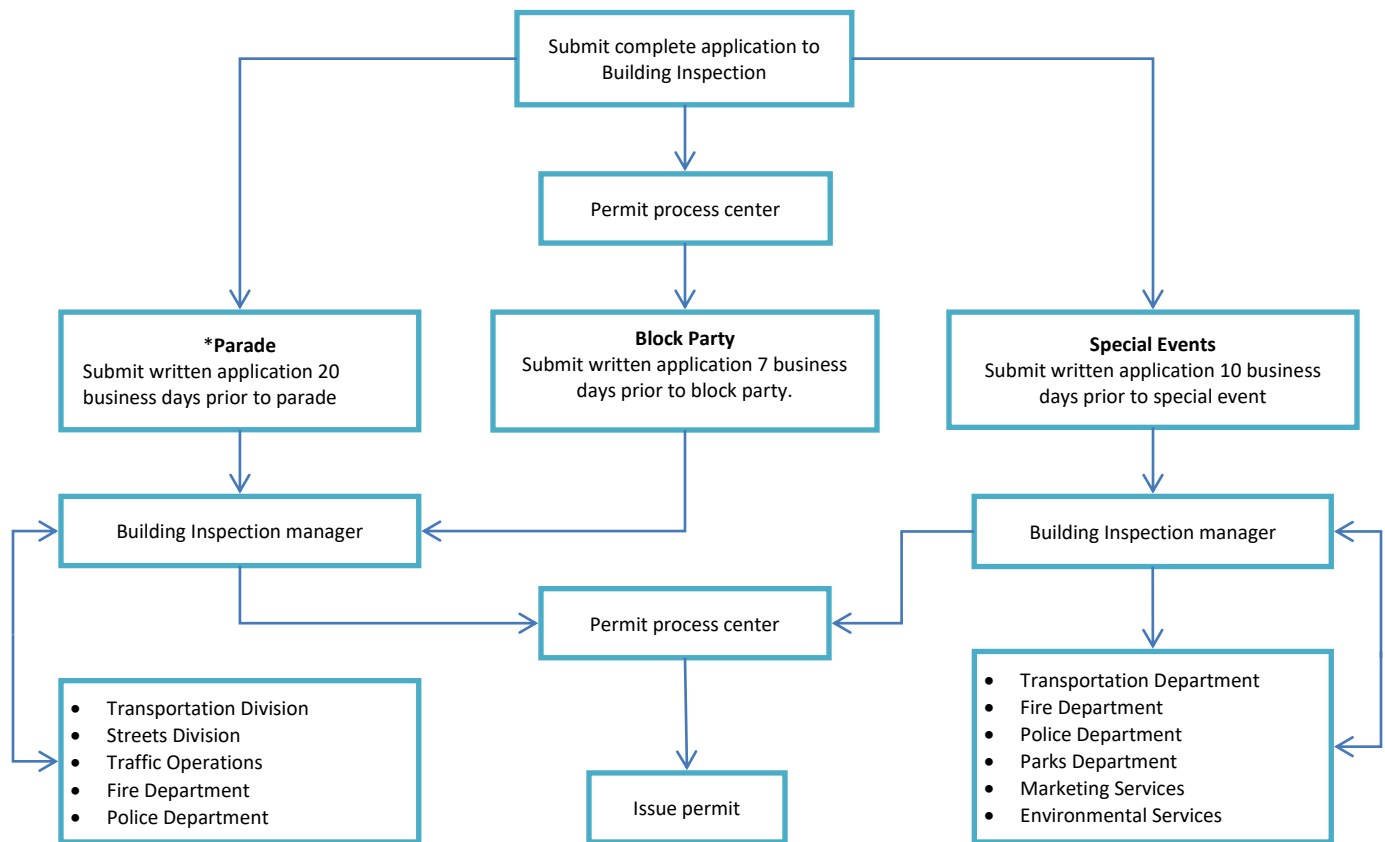 Submit complete application to
Building Inspection
Permit process center
*Parade
Submit written application 20
business days prior to parade
Block Party
Submit written application 7 business
days prior to block party.
Special Events
Submit written application 10 business
days prior to special event
Building Inspection manager
Building Inspection manager
Permit process center
• Transportation Division
• Streets Division
• Traffic Operations
• Fire Department
• Police Department
Issue permit
• Transportation Department
• Fire Department
• Police Department
• Parks Department
• Marketing Services
• Environmental Services